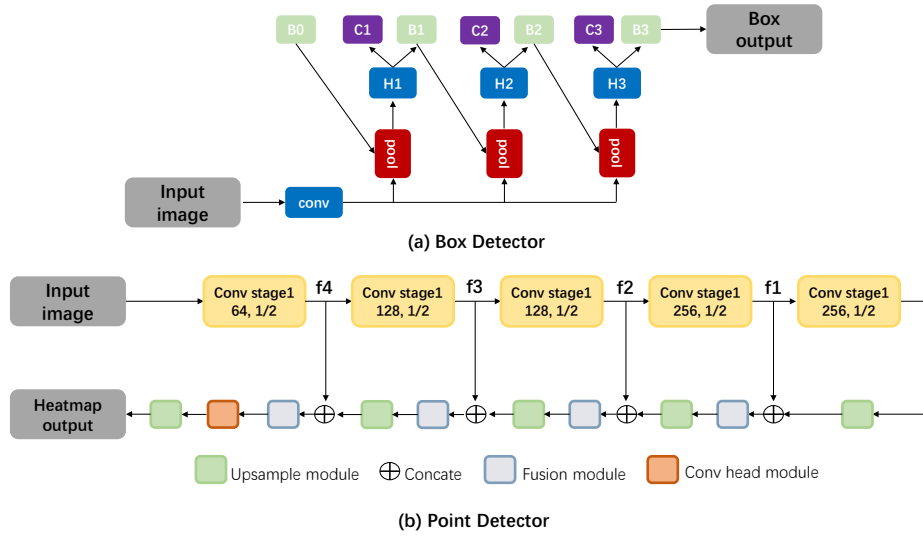 B0 C1 B1 C2 B2 C3 B3 Box output
H1 H2 H3
pool pool pool
Input image
conv
(a) Box Detector
Input image
f4 f3 f2 f1
Conv stage1 64, 1/2
Conv stage1 128, 1/2
Conv stage1 128, 1/2
Conv stage1 256, 1/2
Conv stage1 256, 1/2
Heatmap output
Upsample module Concate Fusion module Conv head module
(b) Point Detector